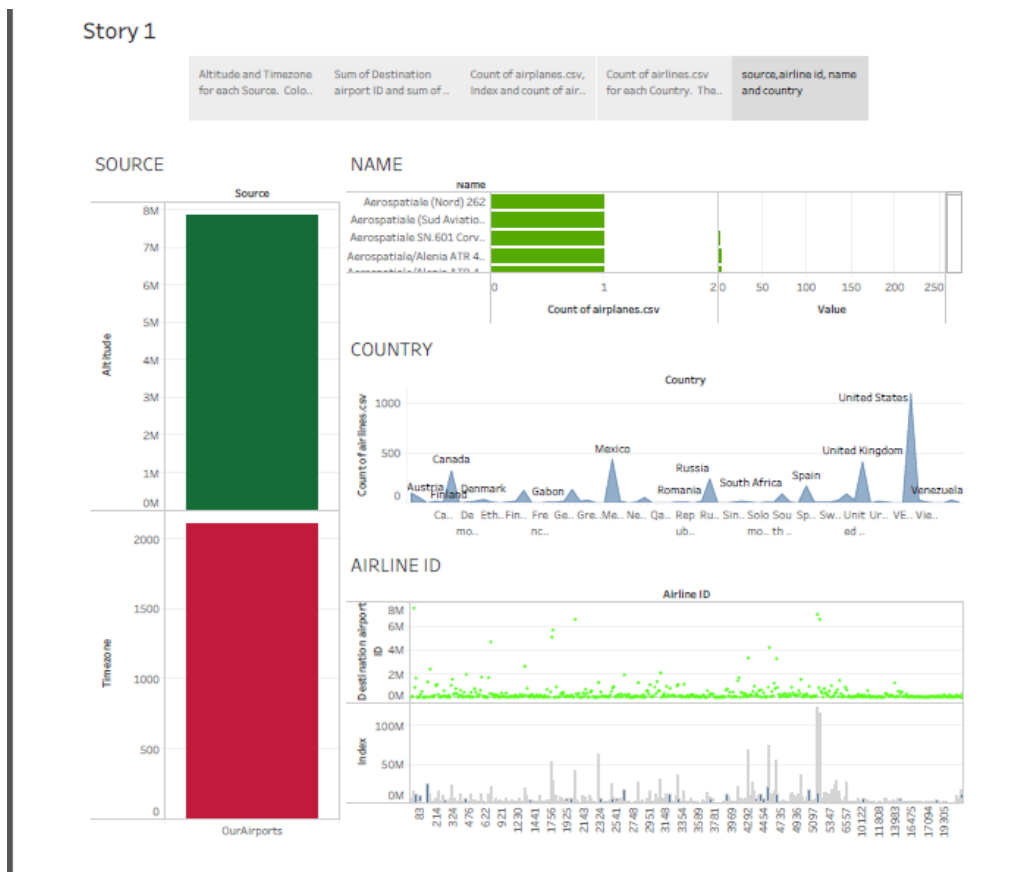 Story 1
Altitude and Timezone
for each Source. Colo..
Sum of Destination
airport ID and sum of ..
Count of airplanes.csv,
Index and count of air..
Count of airlines.csv
for each Country. The..
source,airline id, name
and country
SOURCE
Source
8M
7M
6M
5M
4M
3M
2M
1M
0M
Altitude
2000
1500
1000
500
0
Timezone
OurAirports
NAME
Name
Aerospatiale (Nord) 262
Aerospatiale (Sud Aviatio..
Aerospatiale SN.601 Corv..
Aerospatiale/Alenia ATR 4..
Aerospatiale/Alenia ATR 4..
0 1 2 0 50 100 150 200 250
Count of airplanes.csv Value
COUNTRY
Country
Count of airlines.csv
1000
500
0
United States
Mexico
United Kingdom
Canada
Russia
Spain
South Africa
Austria
Finland
Denmark
Gabon
Romania
Venezuela
Ca.. De Eth.. Fin.. Fre Ge.. Gre.. Me.. Ne.. Qa.. Rep Ru.. Sin.. Solo Sou Sp.. Sw.. Unit Ur.. VE.. Vie..
mo.. nc.. ub.. mo.. th .. ed ..
AIRLINE ID
Airline ID
Destination airport
ID
8M
6M
4M
2M
0M
Index
100M
50M
0M
83 214 324 476 622 921 1230 1441 1756 1925 2143 2324 2541 2748 2951 3148 3354 3589 3781 3969 4292 4454 4735 4936 5097 5347 6557 10122 11808 13983 16475 17094 19305